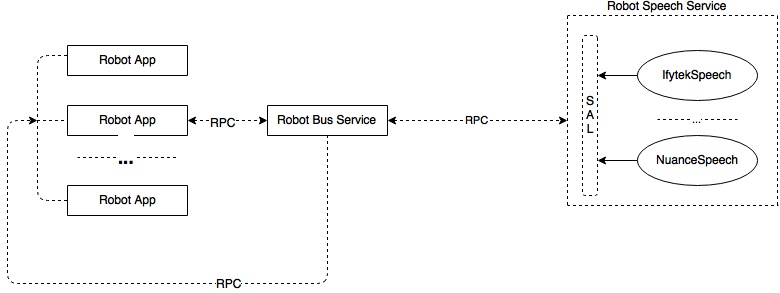 Robot Speech Service
Robot App
IfytekSpeech
S
A
L
Robot App
RPC
Robot Bus Service
RPC
...
...
NuanceSpeech
Robot App
RPC